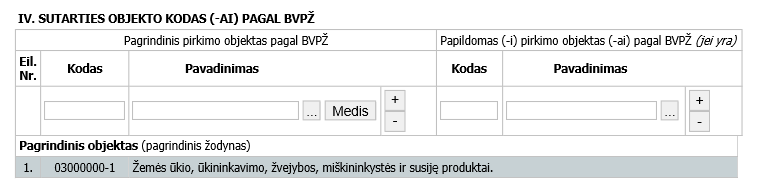 IV. SUTARTIES OBJEKTO KODAS (-AI) PAGAL BVPŽ
Pagrindinis pirkimo objektas pagal BVPŽ Papildomas (-i) pirkimo objektas (-ai) pagal BVPŽ (jei yra)
Eil. Nr. Kodas Pavadinimas Kodas Pavadinimas
... Medis + - ... + -
Pagrindinis objektas (pagrindinis žodynas)
1. 03000000-1 Žemės ūkio, ūkininkavimo, žvejybos, miškininkystės ir susiję produktai.